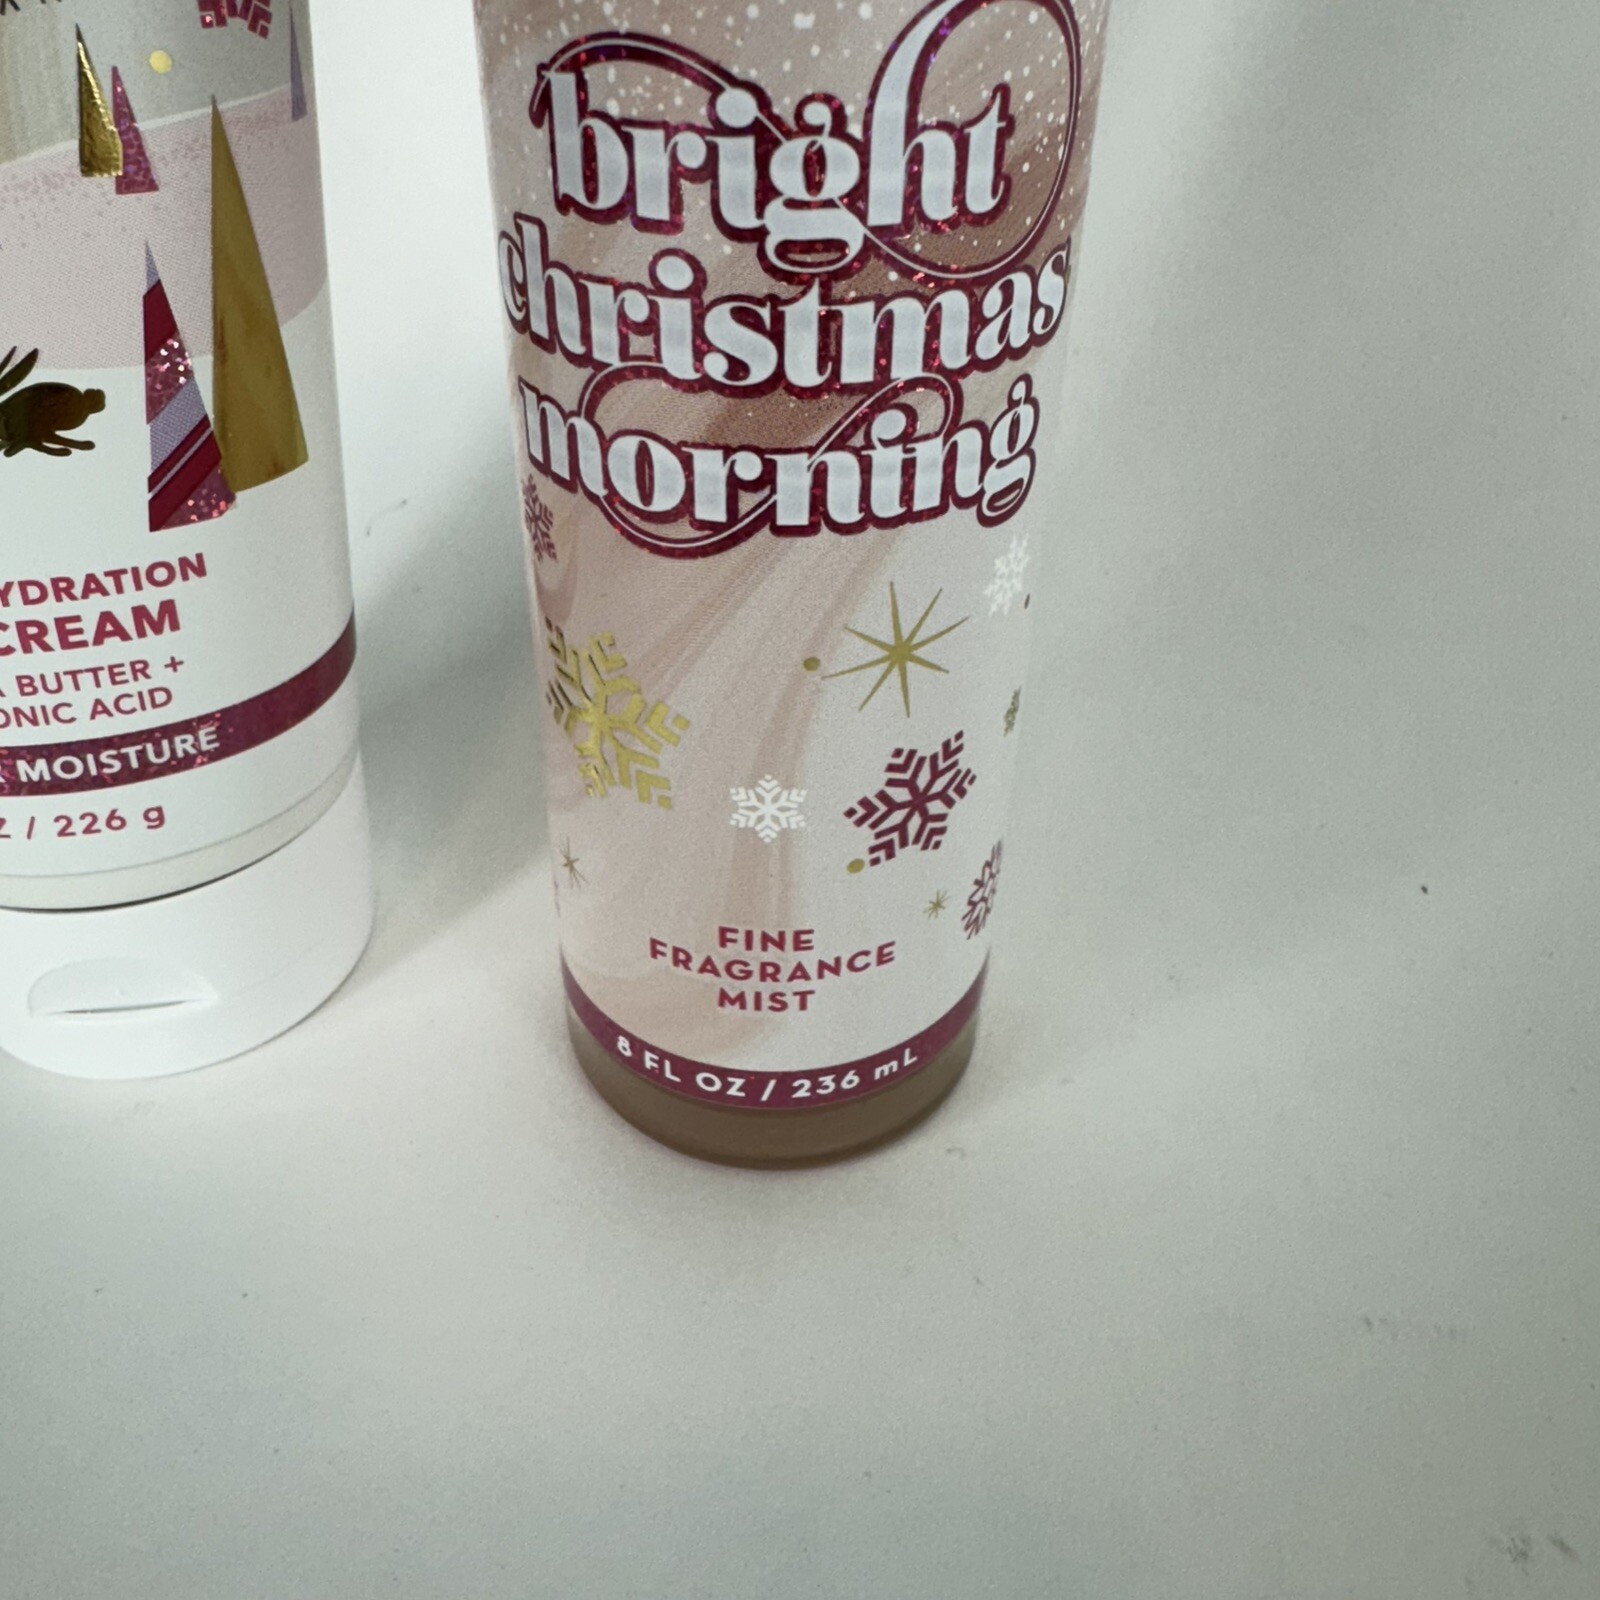 bright
christmas
morning
FINE
FRAGRANCE
MIST
8 FL OZ / 236 mL
YDRATION
CREAM
BUTTER +
ONIC ACID
MOISTURE
/ 226 g